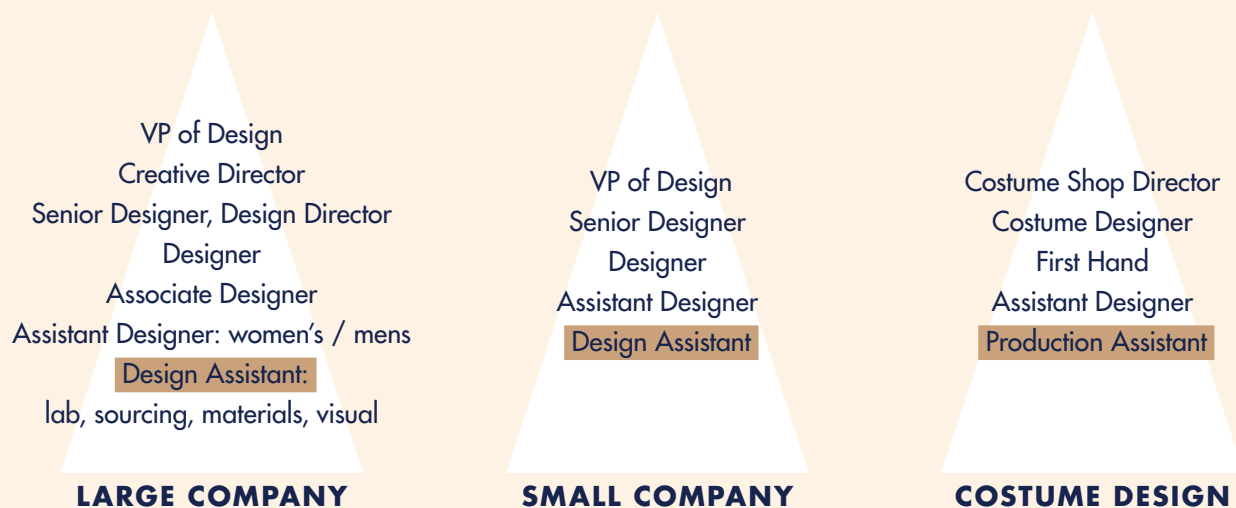 VP of Design
Creative Director
Senior Designer, Design Director
Designer
Associate Designer
Assistant Designer: women's / mens
Design Assistant:
lab, sourcing, materials, visual
LARGE COMPANY
VP of Design
Senior Designer
Designer
Assistant Designer
Design Assistant
SMALL COMPANY
Costume Shop Director
Costume Designer
First Hand
Assistant Designer
Production Assistant
COSTUME DESIGN